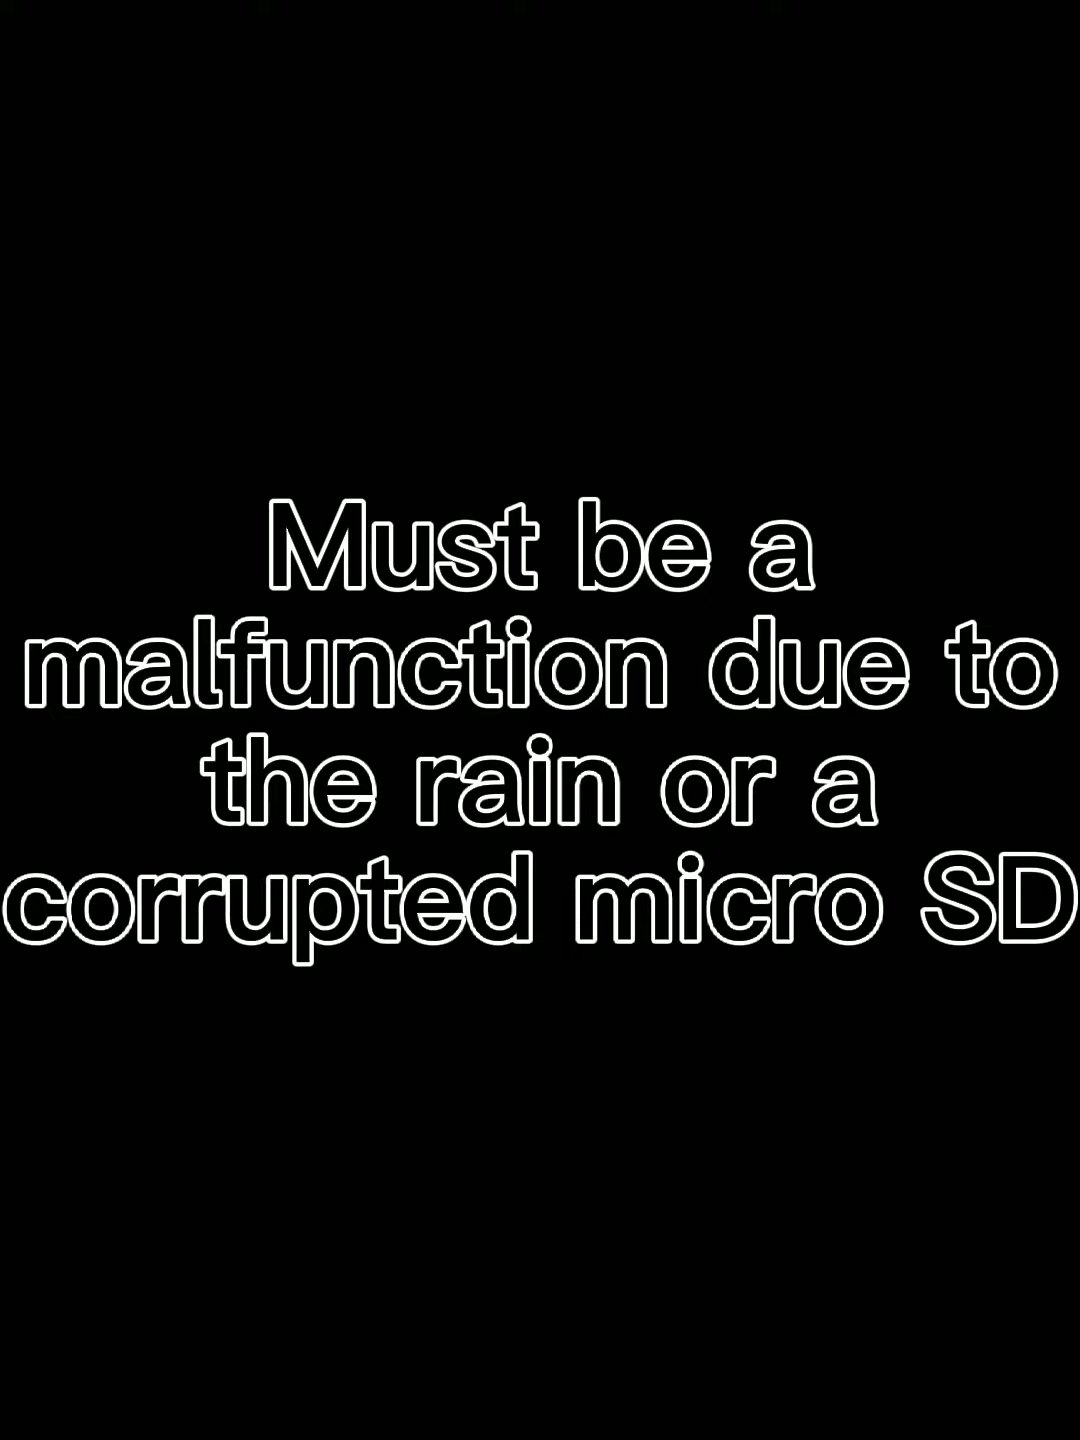 Must be a
malfunction due to
the rain or a
corrupted micro SD